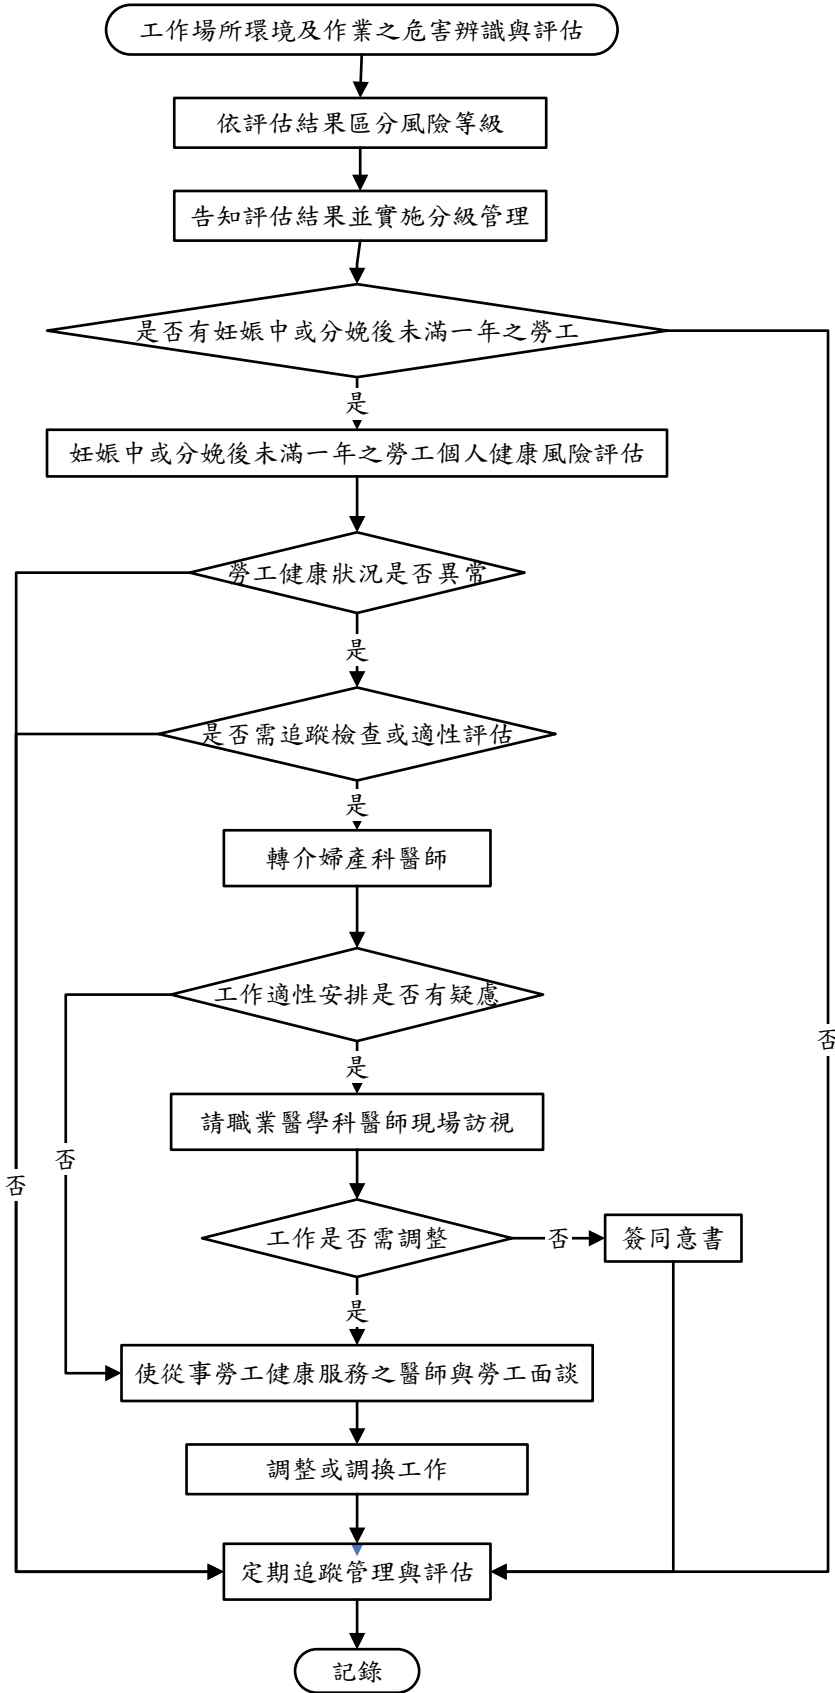 工作場所環境及作業之危害辨識與評估
依評估結果區分風險等級
告知評估結果並實施分級管理
是否有妊娠中或分娩後未滿一年之勞工
是
妊娠中或分娩後未滿一年之勞工個人健康風險評估
勞工健康狀況是否異常
是
是否需追蹤檢查或適性評估
是
轉介婦產科醫師
工作適性安排是否有疑慮
否
是
請職業醫學科醫師現場訪視
否
否
工作是否需調整
否
簽同意書
是
使從事勞工健康服務之醫師與勞工面談
調整或調換工作
定期追蹤管理與評估
記錄